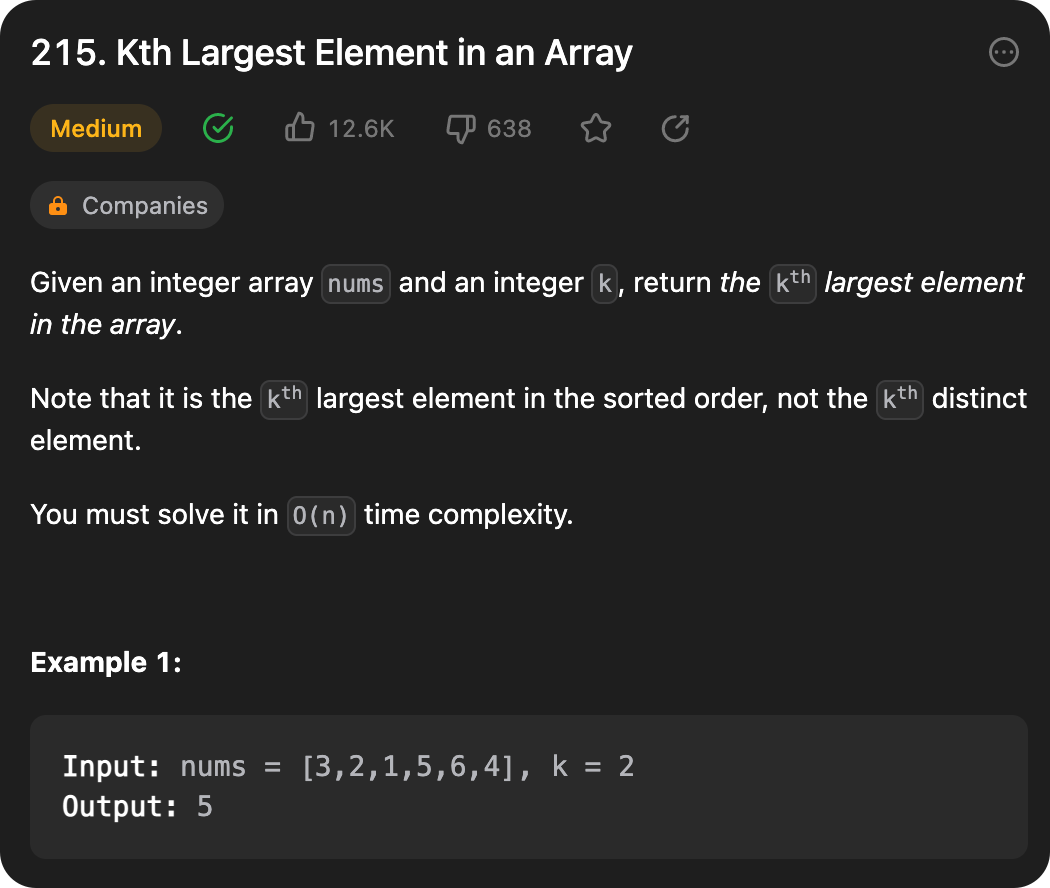 215. Kth Largest Element in an Array
Medium 12.6K 638
Companies
Given an integer array nums and an integer k, return the kth largest element
in the array.
Note that it is the kth largest element in the sorted order, not the kth distinct
element.
You must solve it in O(n) time complexity.
Example 1:
Input: nums = [3,2,1,5,6,4], k = 2
Output: 5